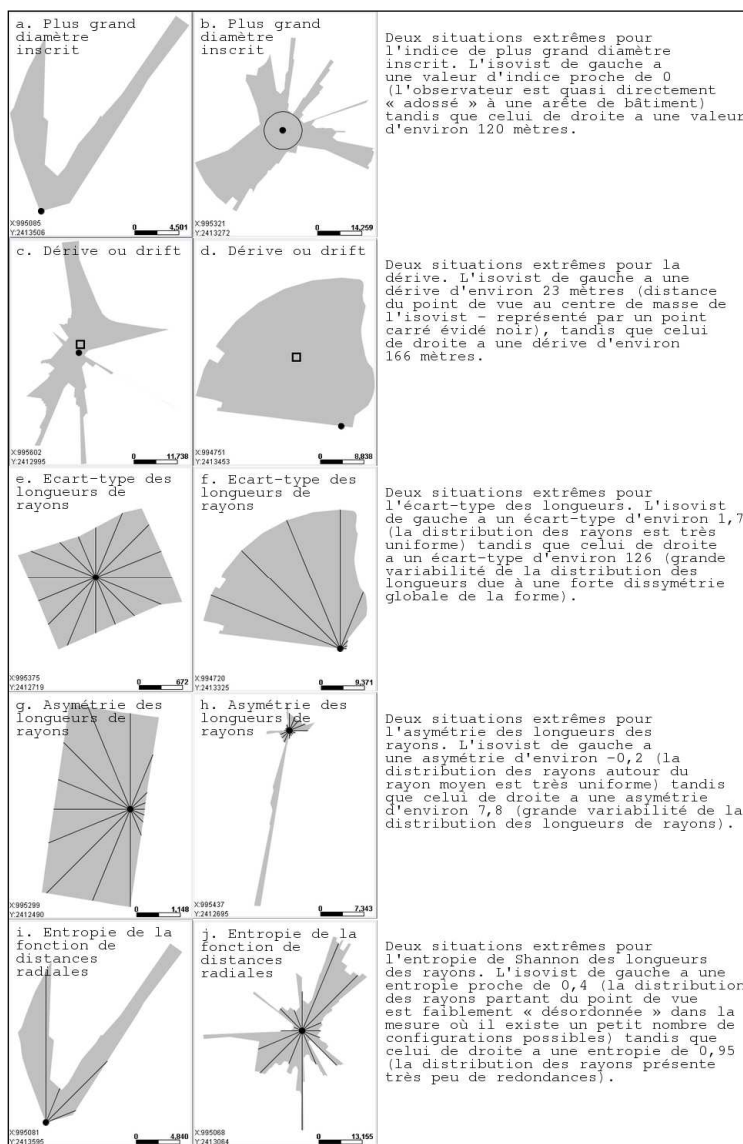 a. Plus grand
diamètre
inscrit
X:995085
Y:2413506
0 4,501
b. Plus grand
diamètre
inscrit
X:995321
Y:2413272
0 14,259
Deux situations extrêmes pour
l'indice de plus grand diamètre
inscrit. L'isovist de gauche a
une valeur d'indice proche de 0
(l'observateur est quasi directement
« adossé » à une arête de bâtiment)
tandis que celui de droite a une valeur
d'environ 120 mètres.
c. Dérive ou drift
X:995602
Y:2412995
0 11,738
d. Dérive ou drift
X:994751
Y:2413453
0 8,838
Deux situations extrêmes pour la
dérive. L'isovist de gauche a une
dérive d'environ 23 mètres (distance
du point de vue au centre de masse de
l'isovist – représenté par un point
carré évidé noir), tandis que celui
de droite a une dérive d'environ
166 mètres.
e. Ecart-type des
longueurs de
rayons
X:995375
Y:2412719
0 672
f. Ecart-type des
longueurs de
rayons
X:994720
Y:2413325
0 9,371
Deux situations extrêmes pour
l'écart-type des longueurs. L'isovist
de gauche a un écart-type d'environ 1,7
(la distribution des rayons est très
uniforme) tandis que celui de droite
a un écart-type d'environ 126 (grande
variabilité de la distribution des
longueurs due à une forte dissymétrie
globale de la forme).
g. Asymétrie des
longueurs de
rayons
X:995299
Y:2412490
0 1,148
h. Asymétrie des
longueurs de
rayons
X:995437
Y:2412695
0 7,343
Deux situations extrêmes pour
l'asymétrie des longueurs des
rayons. L'isovist de gauche a
une asymétrie d'environ –0,2 (la
distribution des rayons autour du
rayon moyen est très uniforme) tandis
que celui de droite a une asymétrie
d'environ 7,8 (grande variabilité de la
distribution des longueurs de rayons).
i. Entropie de la
fonction de
distances
radiales
X:995081
Y:2413595
0 4,840
j. Entropie de la
fonction de
distances
radiales
X:995068
Y:2413064
0 13,155
Deux situations extrêmes pour
l'entropie de Shannon des longueurs
des rayons. L'isovist de gauche a une
entropie proche de 0,4 (la distribution
des rayons partant du point de vue
est faiblement « désordonnée » dans la
mesure où il existe un petit nombre de
configurations possibles) tandis que
celui de droite a une entropie de 0,95
(la distribution des rayons présente
très peu de redondances).